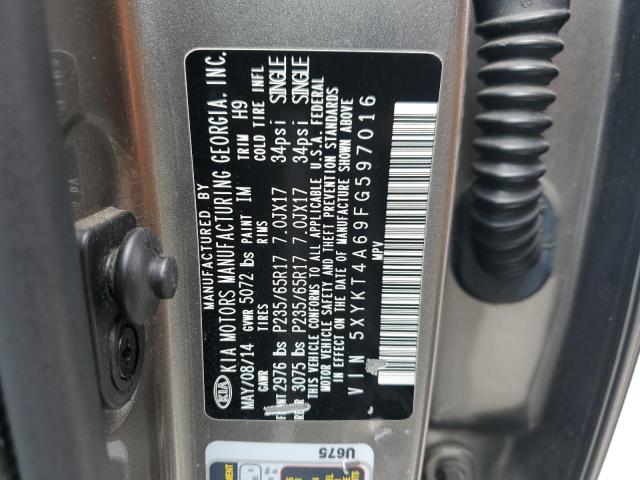 KIA
MANUFACTURED BY
KIA MOTORS MANUFACTURING GEORGIA, INC.
MAY/08/14 GVWR 5072 lbs PAINT IM TRIM H9
GAWR TIRES RIMS COLD TIRE INFL
2976 lbs P235/65R17 7.0JX17 34psi SINGLE
3075 lbs P235/65R17 7.0JX17 34psi SINGLE
THIS VEHICLE CONFORMS TO ALL APPLICABLE U.S.A. FEDERAL
MOTOR VEHICLE SAFETY AND THEFT PREVENTION STANDARDS
IN EFFECT ON THE DATE OF MANUFACTURE SHOWN ABOVE
VIN 5XYKT4A69FG597016
MPV
U675